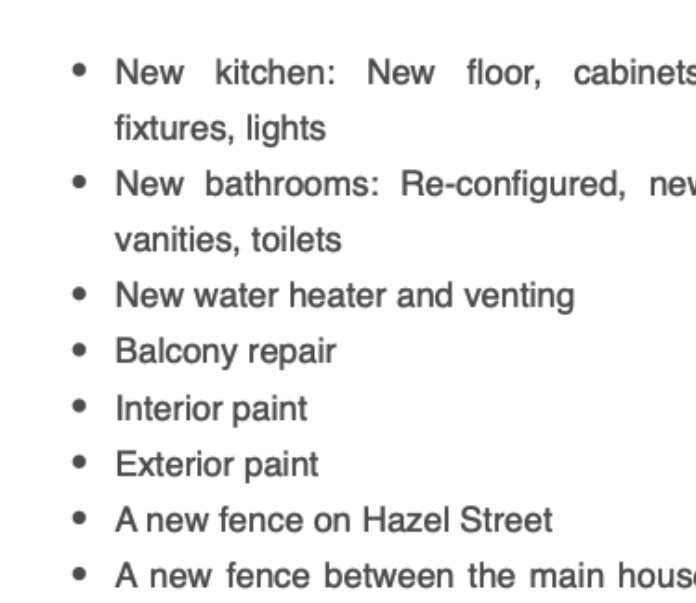 • New kitchen: New floor, cabinets
fixtures, lights
• New bathrooms: Re-configured, new
vanities, toilets
• New water heater and venting
• Balcony repair
• Interior paint
• Exterior paint
• A new fence on Hazel Street
• A new fence between the main house